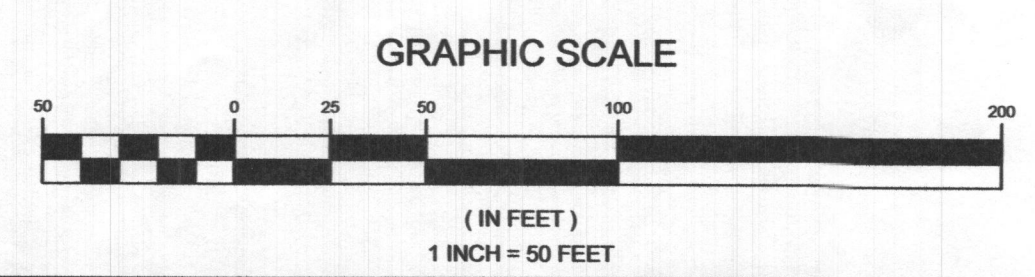 GRAPHIC SCALE
50 0 25 50 100 200
( IN FEET )
1 INCH = 50 FEET